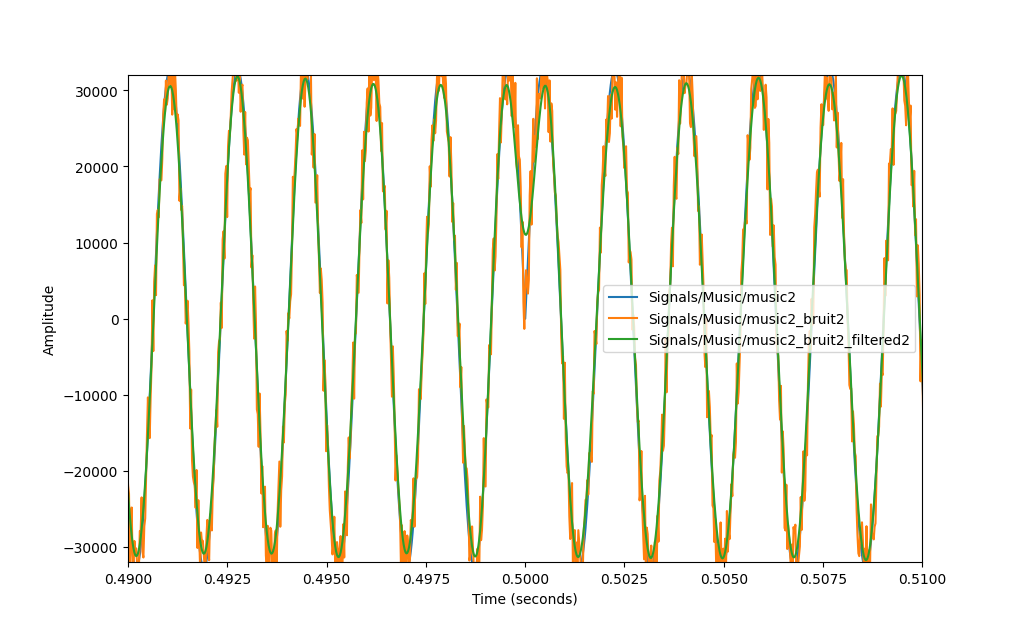 30000
20000
10000
0
−10000
−20000
−30000
Amplitude
Signals/Music/music2
Signals/Music/music2_bruit2
Signals/Music/music2_bruit2_filtered2
0.4900 0.4925 0.4950 0.4975 0.5000 0.5025 0.5050 0.5075 0.5100
Time (seconds)